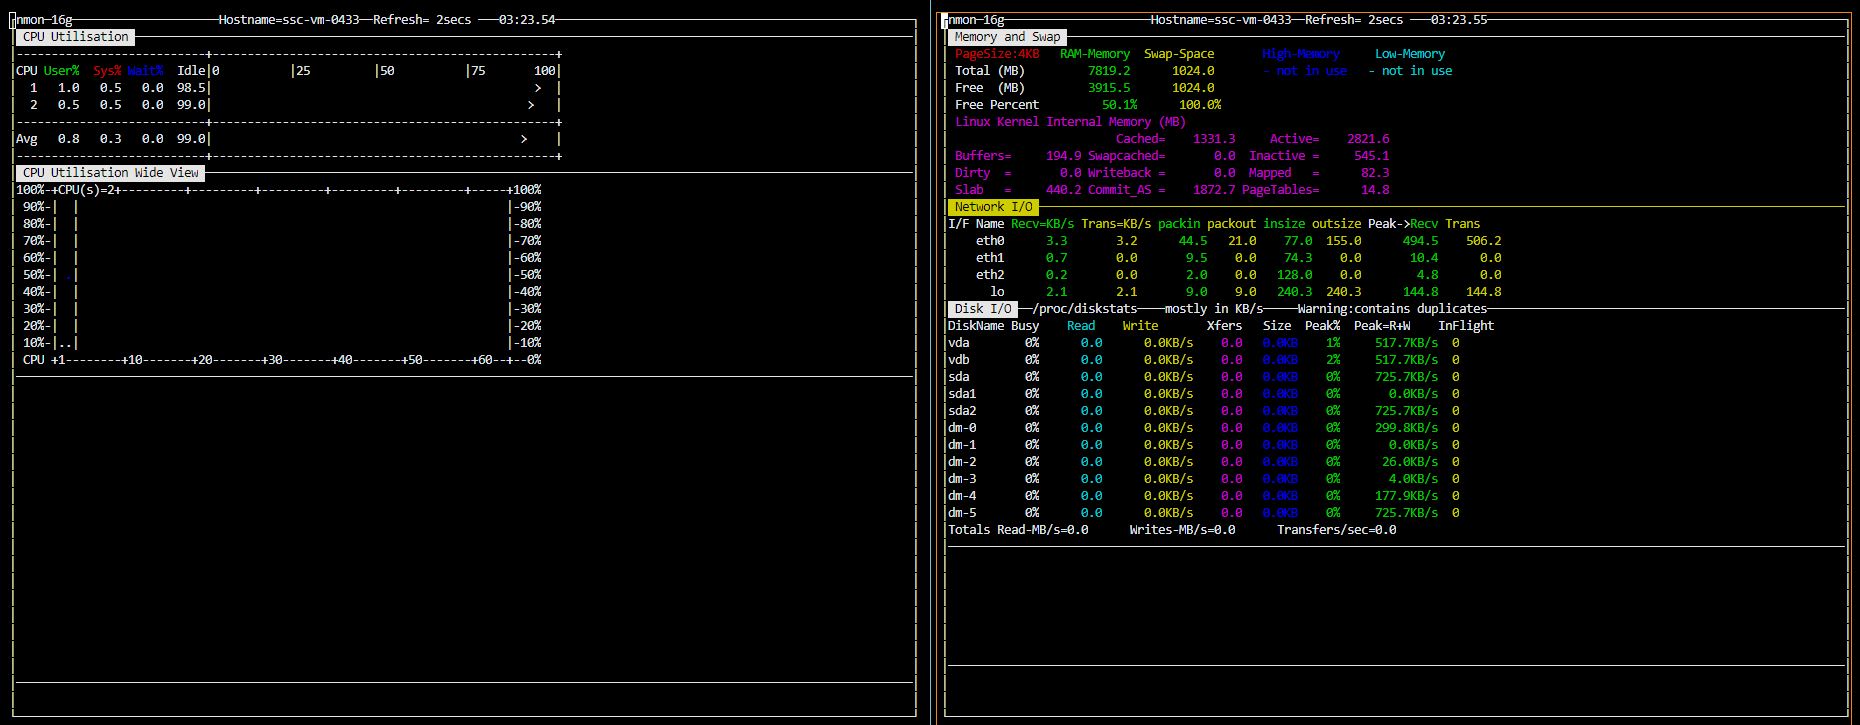 nmon-16g Hostname=ssc-vm-0433 Refresh= 2secs 03:23.54
CPU Utilisation
CPU User% Sys% Wait% Idle|0 |25 |50 |75 100|
1 1.0 0.5 0.0 98.5| > |
2 0.5 0.5 0.0 99.0| > |
Avg 0.8 0.3 0.0 99.0| > |
CPU Utilisation Wide View
100%-+CPU(s)=2+---------+---------+---------+---------+---------+-----+100%
90%-| | |-90%
80%-| | |-80%
70%-| | |-70%
60%-| | |-60%
50%-| .| |-50%
40%-| | |-40%
30%-| | |-30%
20%-| | |-20%
10%-|..| |-10%
CPU +1--------+10-------+20-------+30-------+40-------+50-------+60--+--0%
nmon-16g Hostname=ssc-vm-0433 Refresh= 2secs 03:23.55
Memory and Swap
PageSize:4KB RAM-Memory Swap-Space High-Memory Low-Memory
Total (MB) 7819.2 1024.0 - not in use - not in use
Free (MB) 3915.5 1024.0
Free Percent 50.1% 100.0%
Linux Kernel Internal Memory (MB)
Cached= 1331.3 Active= 2821.6
Buffers= 194.9 Swapcached= 0.0 Inactive = 545.1
Dirty = 0.0 Writeback = 0.0 Mapped = 82.3
Slab = 440.2 Commit_AS = 1872.7 PageTables= 14.8
Network I/O
I/F Name Recv=KB/s Trans=KB/s packin packout insize outsize Peak->Recv Trans
eth0 3.3 3.2 44.5 21.0 77.0 155.0 494.5 506.2
eth1 0.7 0.0 9.5 0.0 74.3 0.0 10.4 0.0
eth2 0.2 0.0 2.0 0.0 128.0 0.0 4.8 0.0
lo 2.1 2.1 9.0 9.0 240.3 240.3 144.8 144.8
Disk I/O /proc/diskstats mostly in KB/s Warning:contains duplicates
DiskName Busy Read Write Xfers Size Peak% Peak=R+W InFlight
vda 0% 0.0 0.0KB/s 0.0 0.0KB 1% 517.7KB/s 0
vdb 0% 0.0 0.0KB/s 0.0 0.0KB 2% 517.7KB/s 0
sda 0% 0.0 0.0KB/s 0.0 0.0KB 0% 725.7KB/s 0
sda1 0% 0.0 0.0KB/s 0.0 0.0KB 0% 0.0KB/s 0
sda2 0% 0.0 0.0KB/s 0.0 0.0KB 0% 725.7KB/s 0
dm-0 0% 0.0 0.0KB/s 0.0 0.0KB 0% 299.8KB/s 0
dm-1 0% 0.0 0.0KB/s 0.0 0.0KB 0% 0.0KB/s 0
dm-2 0% 0.0 0.0KB/s 0.0 0.0KB 0% 26.0KB/s 0
dm-3 0% 0.0 0.0KB/s 0.0 0.0KB 0% 4.0KB/s 0
dm-4 0% 0.0 0.0KB/s 0.0 0.0KB 0% 177.9KB/s 0
dm-5 0% 0.0 0.0KB/s 0.0 0.0KB 0% 725.7KB/s 0
Totals Read-MB/s=0.0 Writes-MB/s=0.0 Transfers/sec=0.0